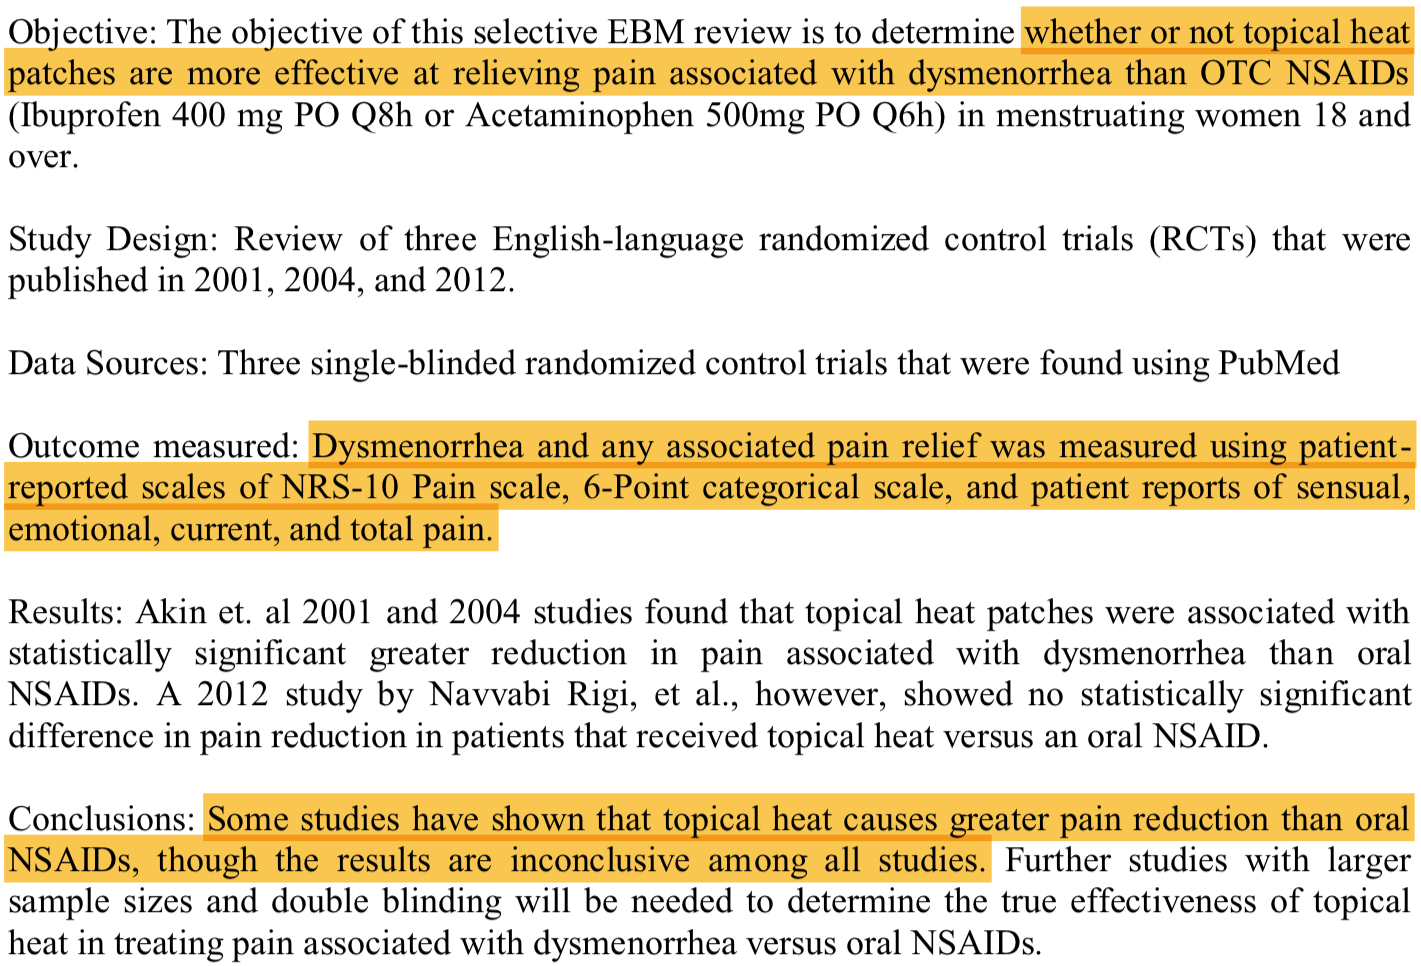 Objective: The objective of this selective EBM review is to determine whether or not topical heat
patches are more effective at relieving pain associated with dysmenorrhea than OTC NSAIDs
(Ibuprofen 400 mg PO Q8h or Acetaminophen 500mg PO Q6h) in menstruating women 18 and
over.
Study Design: Review of three English-language randomized control trials (RCTs) that were
published in 2001, 2004, and 2012.
Data Sources: Three single-blinded randomized control trials that were found using PubMed
Outcome measured: Dysmenorrhea and any associated pain relief was measured using patient-
reported scales of NRS-10 Pain scale, 6-Point categorical scale, and patient reports of sensual,
emotional, current, and total pain.
Results: Akin et. al 2001 and 2004 studies found that topical heat patches were associated with
statistically significant greater reduction in pain associated with dysmenorrhea than oral
NSAIDs. A 2012 study by Navvabi Rigi, et al., however, showed no statistically significant
difference in pain reduction in patients that received topical heat versus an oral NSAID.
Conclusions: Some studies have shown that topical heat causes greater pain reduction than oral
NSAIDs, though the results are inconclusive among all studies. Further studies with larger
sample sizes and double blinding will be needed to determine the true effectiveness of topical
heat in treating pain associated with dysmenorrhea versus oral NSAIDs.